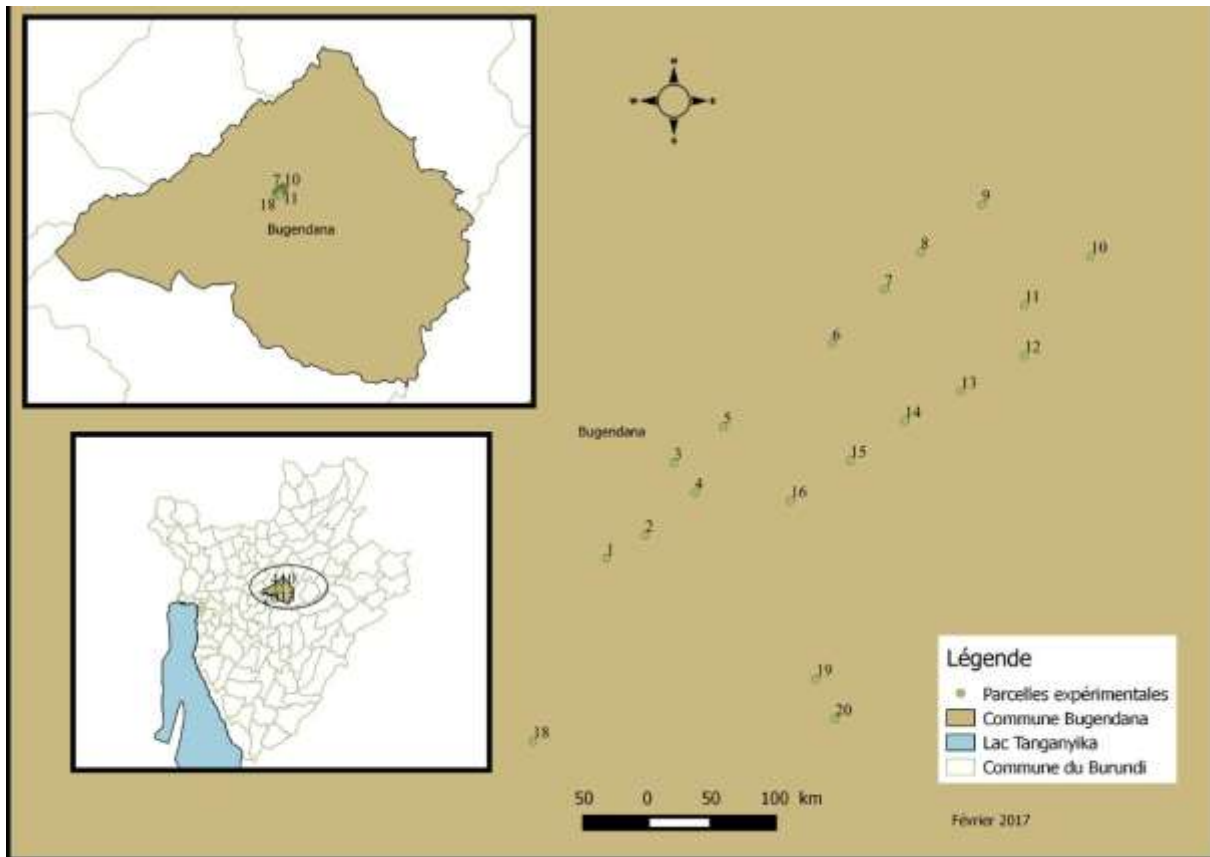 7 10
18 11
Bugendana
9
8
10
7
11
6
12
13
14
5
Bugendana
3
15
4
16
2
1
19
20
18
Légende
Parcelles expérimentales
Commune Bugendana
Lac Tanganyika
Commune du Burundi
50 0 50 100 km
Février 2017